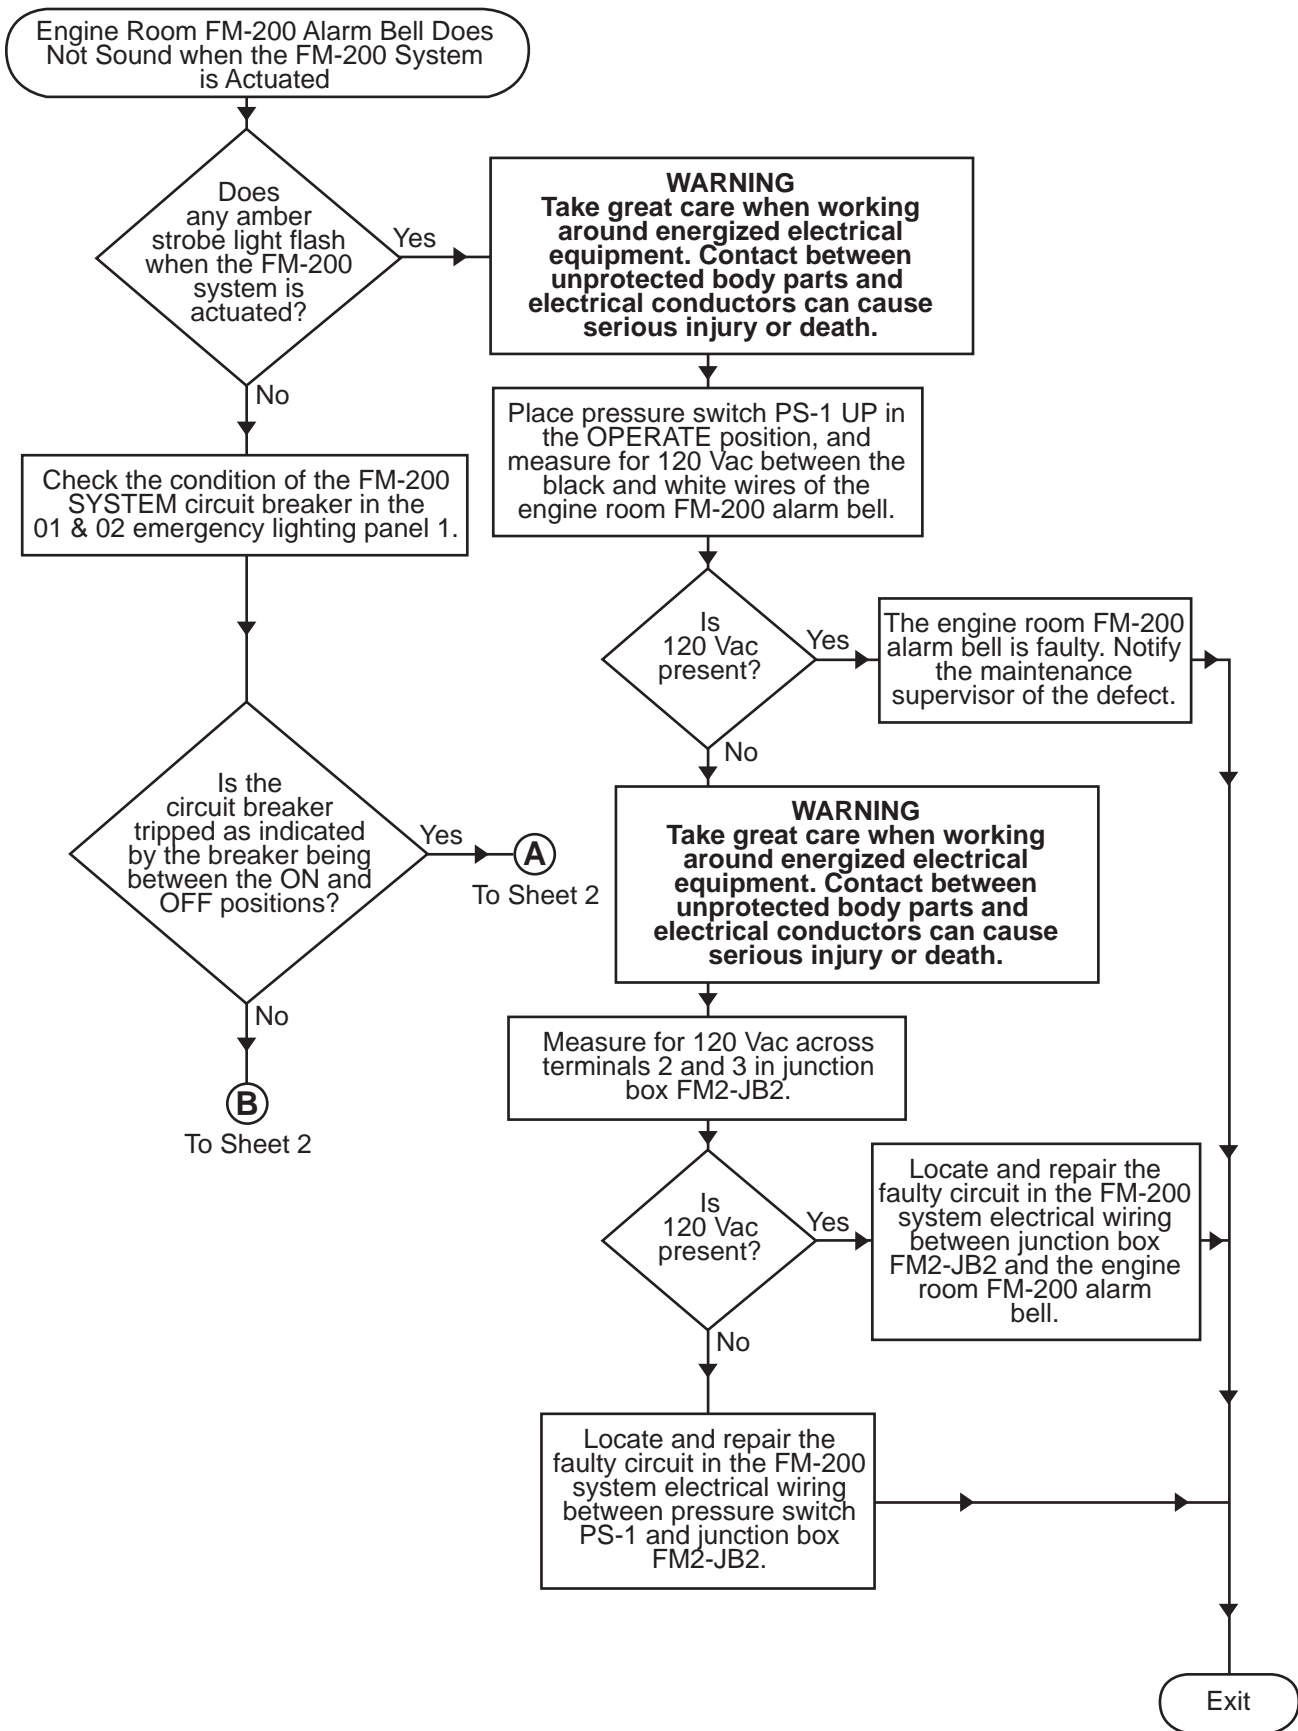 Engine Room FM-200 Alarm Bell Does
Not Sound when the FM-200 System
is Actuated
Does
any amber
strobe light flash
when the FM-200
system is
actuated?
Yes
No
WARNING
Take great care when working
around energized electrical
equipment. Contact between
unprotected body parts and
electrical conductors can cause
serious injury or death.
Check the condition of the FM-200
SYSTEM circuit breaker in the
01 & 02 emergency lighting panel 1.
Place pressure switch PS-1 UP in
the OPERATE position, and
measure for 120 Vac between the
black and white wires of the
engine room FM-200 alarm bell.
Is
120 Vac
present?
Yes
The engine room FM-200
alarm bell is faulty. Notify
the maintenance
supervisor of the defect.
No
Is the
circuit breaker
tripped as indicated
by the breaker being
between the ON and
OFF positions?
Yes
A
To Sheet 2
No
B
To Sheet 2
WARNING
Take great care when working
around energized electrical
equipment. Contact between
unprotected body parts and
electrical conductors can cause
serious injury or death.
Measure for 120 Vac across
terminals 2 and 3 in junction
box FM2-JB2.
Is
120 Vac
present?
Yes
Locate and repair the
faulty circuit in the FM-200
system electrical wiring
between junction box
FM2-JB2 and the engine
room FM-200 alarm
bell.
No
Locate and repair the
faulty circuit in the FM-200
system electrical wiring
between pressure switch
PS-1 and junction box
FM2-JB2.
Exit